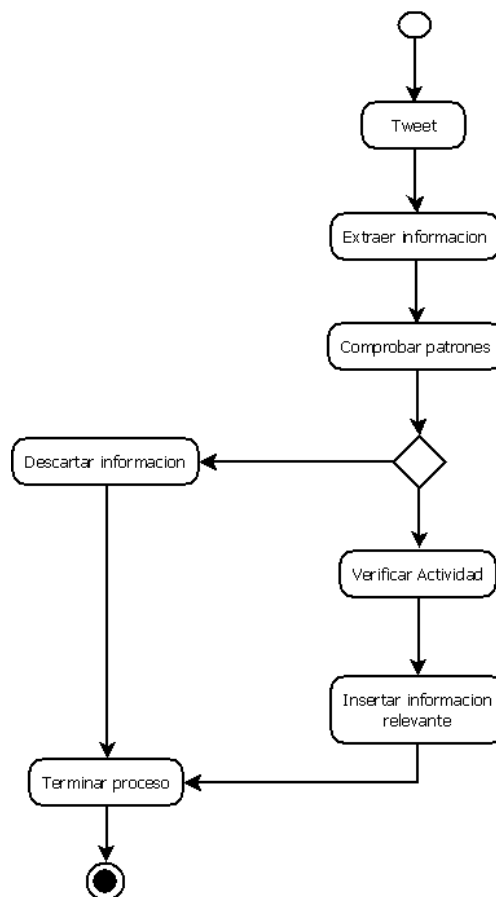 Tweet
Extraer informacion
Comprobar patrones
Descartar informacion
Verificar Actividad
Insertar informacion
relevante
Terminar proceso